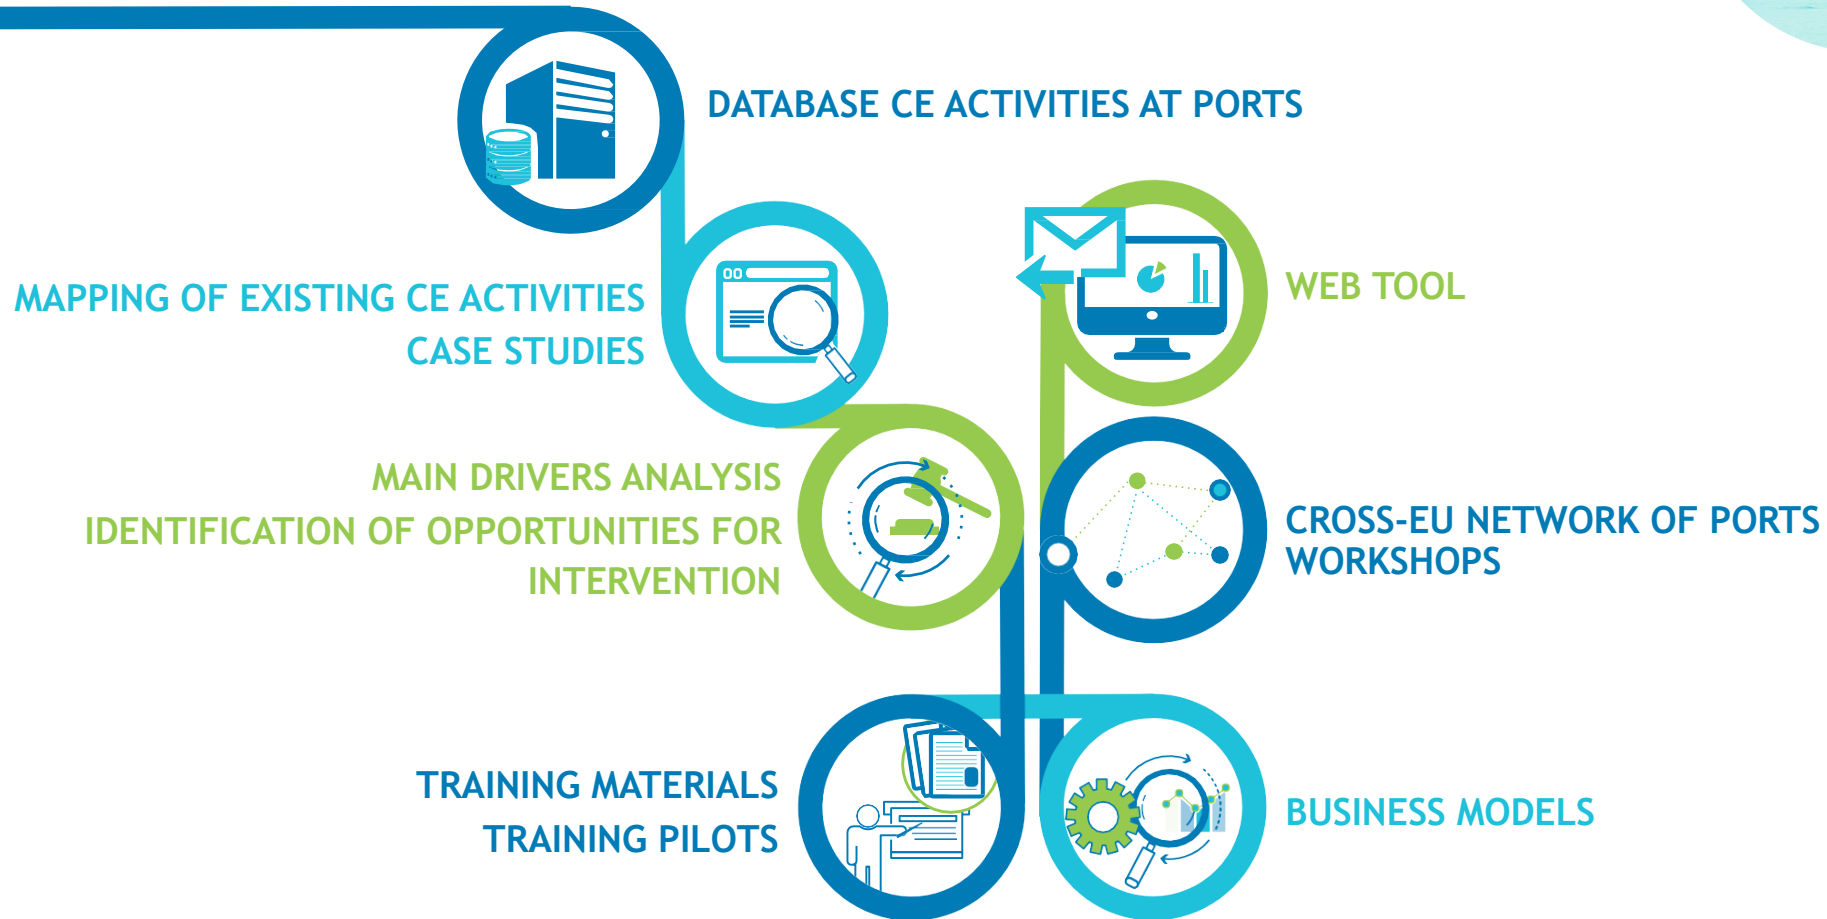 DATABASE CE ACTIVITIES AT PORTS
MAPPING OF EXISTING CE ACTIVITIES
CASE STUDIES
MAIN DRIVERS ANALYSIS
IDENTIFICATION OF OPPORTUNITIES FOR
INTERVENTION
TRAINING MATERIALS
TRAINING PILOTS
BUSINESS MODELS
CROSS-EU NETWORK OF PORTS
WORKSHOPS
WEB TOOL